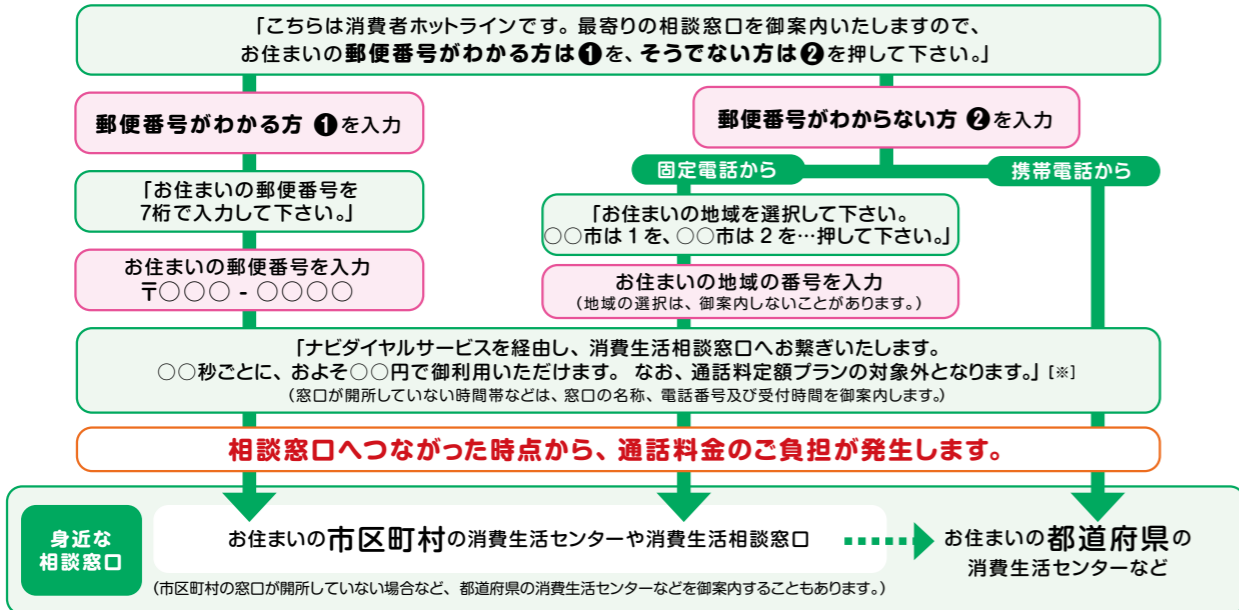 「こちらは消費者ホットラインです。最寄りの相談窓口を御案内いたしますので、
お住まいの郵便番号がわかる方は❶を、そうでない方は❷を押して下さい。」
郵便番号がわかる方 ❶を入力
「お住まいの郵便番号を
7桁で入力して下さい。」
お住まいの郵便番号を入力
〒○○○ - ○○○○
郵便番号がわからない方 ❷を入力
固定電話から
携帯電話から
「お住まいの地域を選択して下さい。
○○市は 1 を、○○市は 2 を…押して下さい。」
お住まいの地域の番号を入力
（地域の選択は、御案内しないことがあります。）
「ナビダイヤルサービスを経由し、消費生活相談窓口へお繋ぎいたします。
○○秒ごとに、およそ○○円で御利用いただけます。 なお、通話料定額プランの対象外となります。」[※]
（窓口が開所していない時間帯などは、窓口の名称、電話番号及び受付時間を御案内します。）
相談窓口へつながった時点から、通話料金のご負担が発生します。
身近な
相談窓口
お住まいの市区町村の消費生活センターや消費生活相談窓口
（市区町村の窓口が開所していない場合など、都道府県の消費生活センターなどを御案内することもあります。）
お住まいの都道府県の
消費生活センターなど